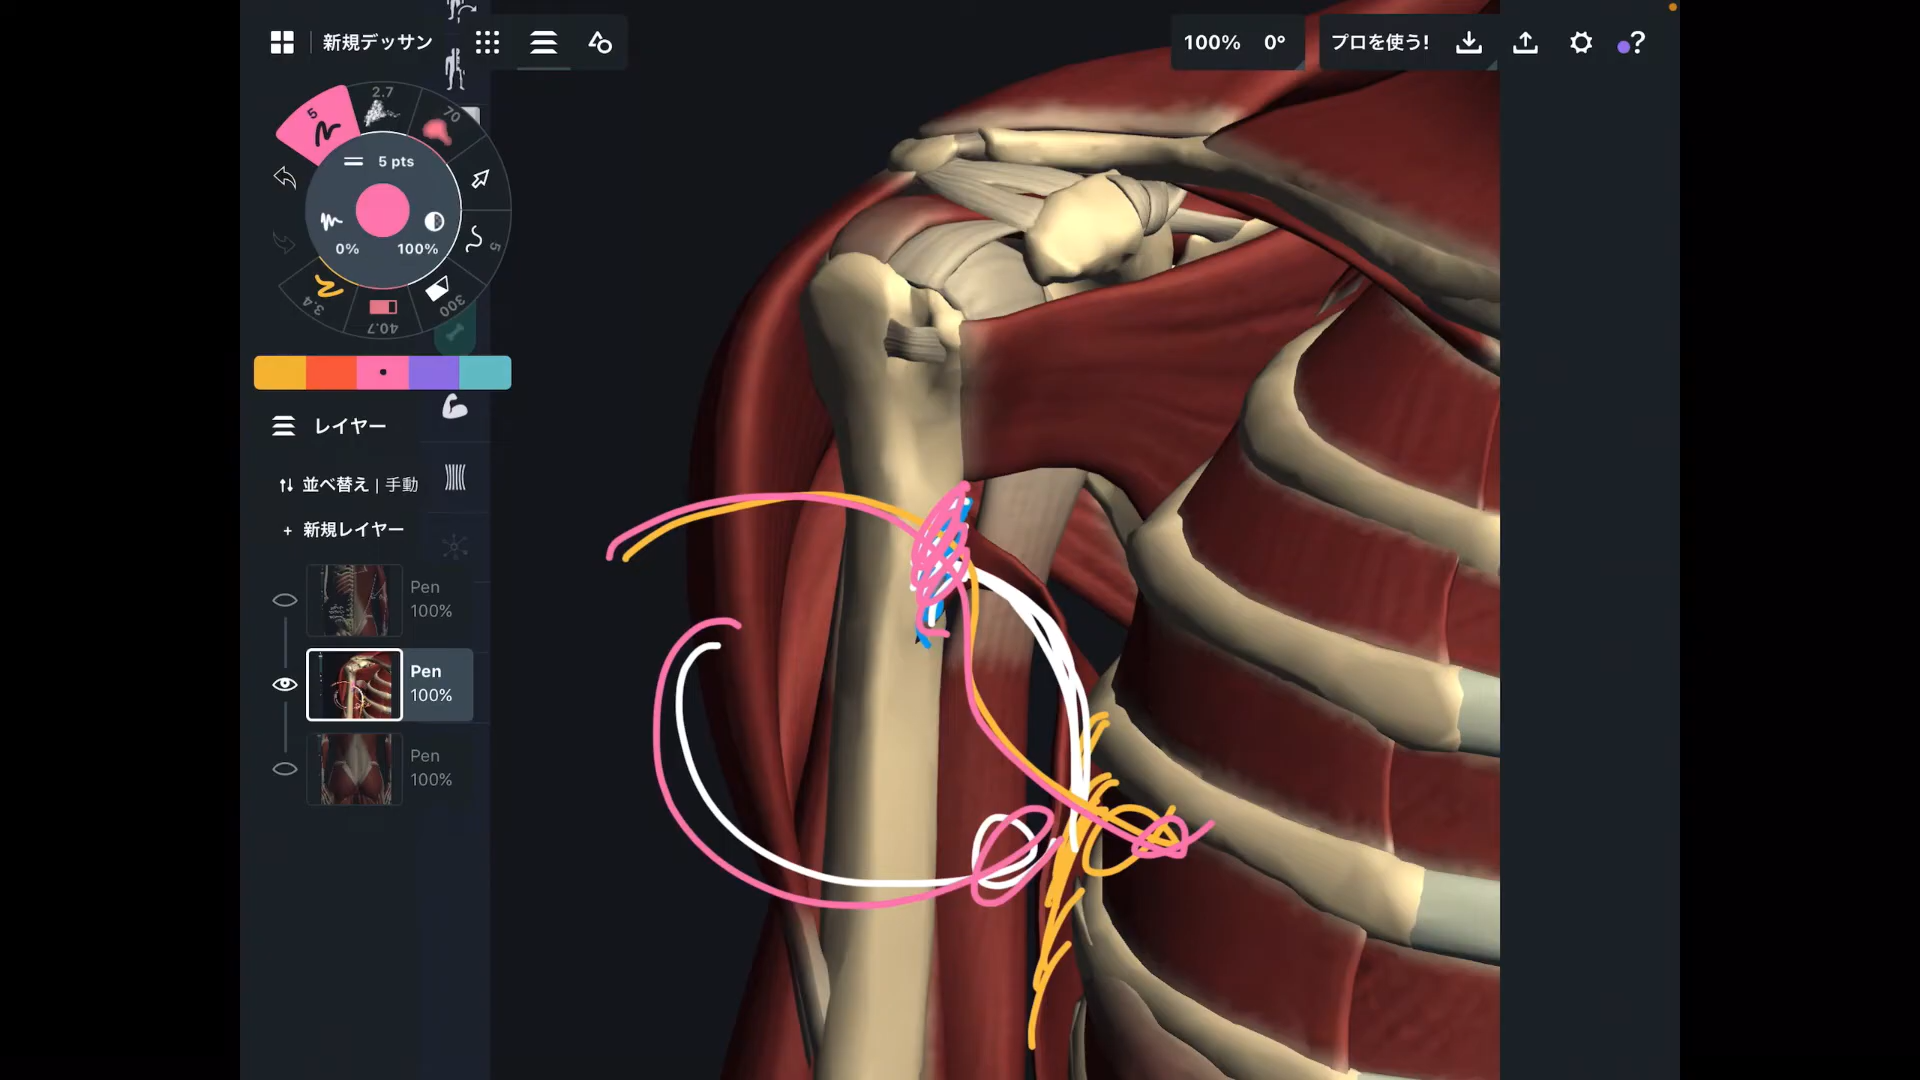 新規デッサン
100% 0° プロを使う! ?
2.7
5
70
5 pts
0% 100%
5
3.4
40.7
300
レイヤー
並べ替え | 手動
+ 新規レイヤー
Pen
100%
Pen
100%
Pen
100%